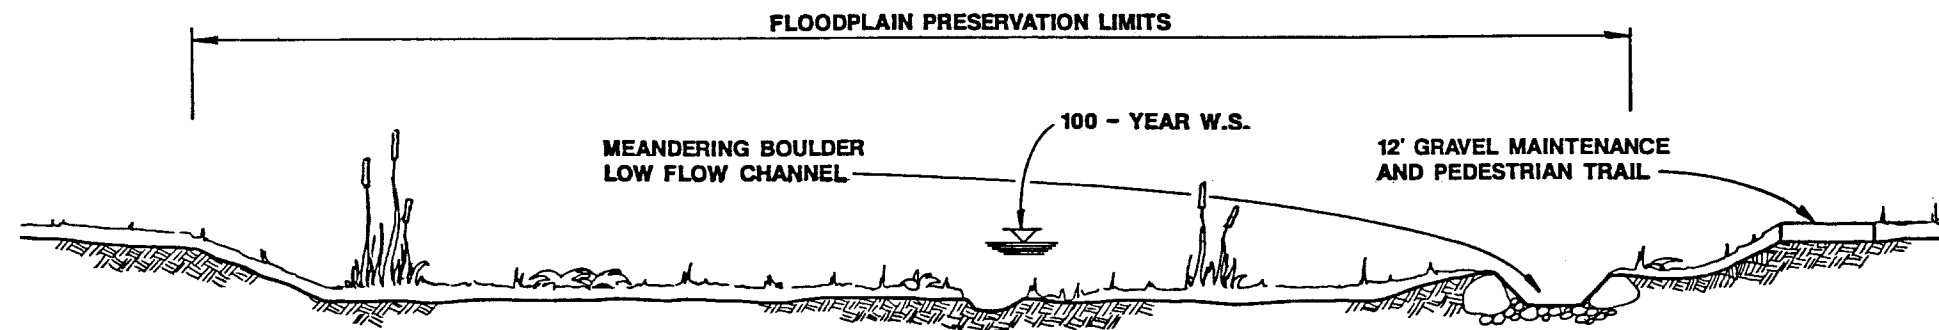 FLOODPLAIN PRESERVATION LIMITS
100 - YEAR W.S.
MEANDERING BOULDER
LOW FLOW CHANNEL
12' GRAVEL MAINTENANCE
AND PEDESTRIAN TRAIL